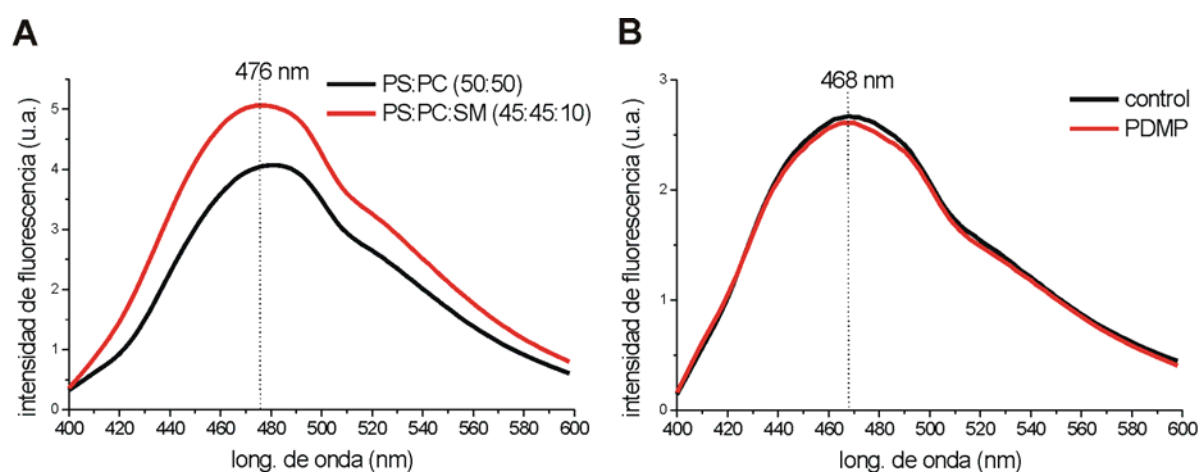 A
476 nm
PS:PC (50:50)
PS:PC:SM (45:45:10)
intensidad de fluorescencia (u.a.)
5
4
3
2
1
0
400 420 440 460 480 500 520 540 560 580 600
long. de onda (nm)
B
468 nm
control
PDMP
intensidad de fluorescencia (u.a.)
3
2
1
0
400 420 440 460 480 500 520 540 560 580 600
long. de onda (nm)